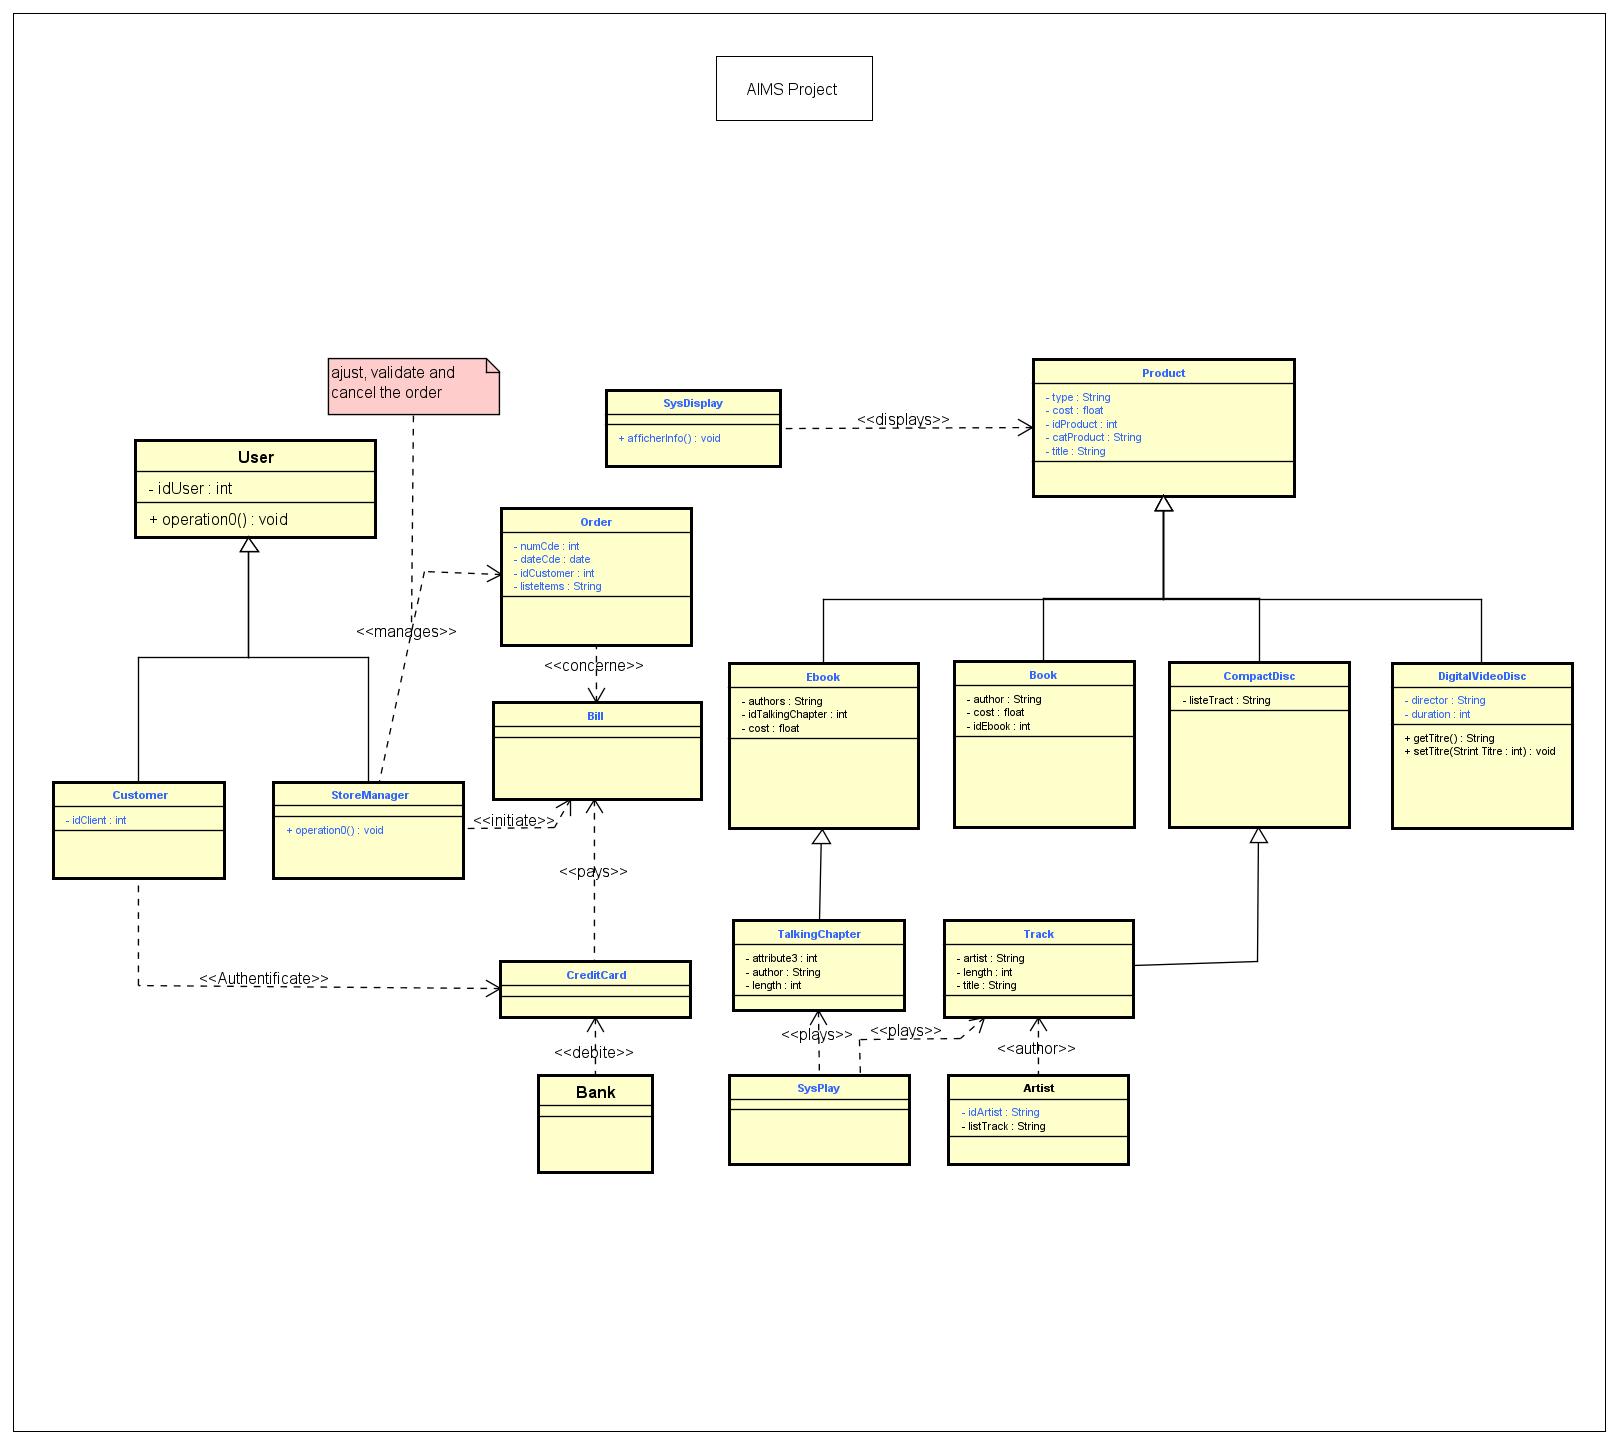 AIMS Project
ajust, validate and
cancel the order
User
- idUser : int
+ operation0() : void
SysDisplay
+ afficherInfo() : void
<<displays>>
Product
- type : String
- cost : float
- idProduct : int
- catProduct : String
- title : String
Order
- numCde : int
- dateCde : date
- idCustomer : int
- listeItems : String
<<manages>>
<<concerne>>
Bill
Ebook
- authors : String
- idTalkingChapter : int
- cost : float
Book
- author : String
- cost : float
- idEbook : int
CompactDisc
- listeTract : String
DigitalVideoDisc
- director : String
- duration : int
+ getTitre() : String
+ setTitre(Strint Titre : int) : void
Customer
- idClient : int
StoreManager
+ operation0() : void
<<initiate>>
<<pays>>
<<Authentificate>>
CreditCard
TalkingChapter
- attribute3 : int
- author : String
- length : int
Track
- artist : String
- length : int
- title : String
<<debite>>
<<plays>>
<<plays>>
<<author>>
Bank
SysPlay
Artist
- idArtist : String
- listTrack : String